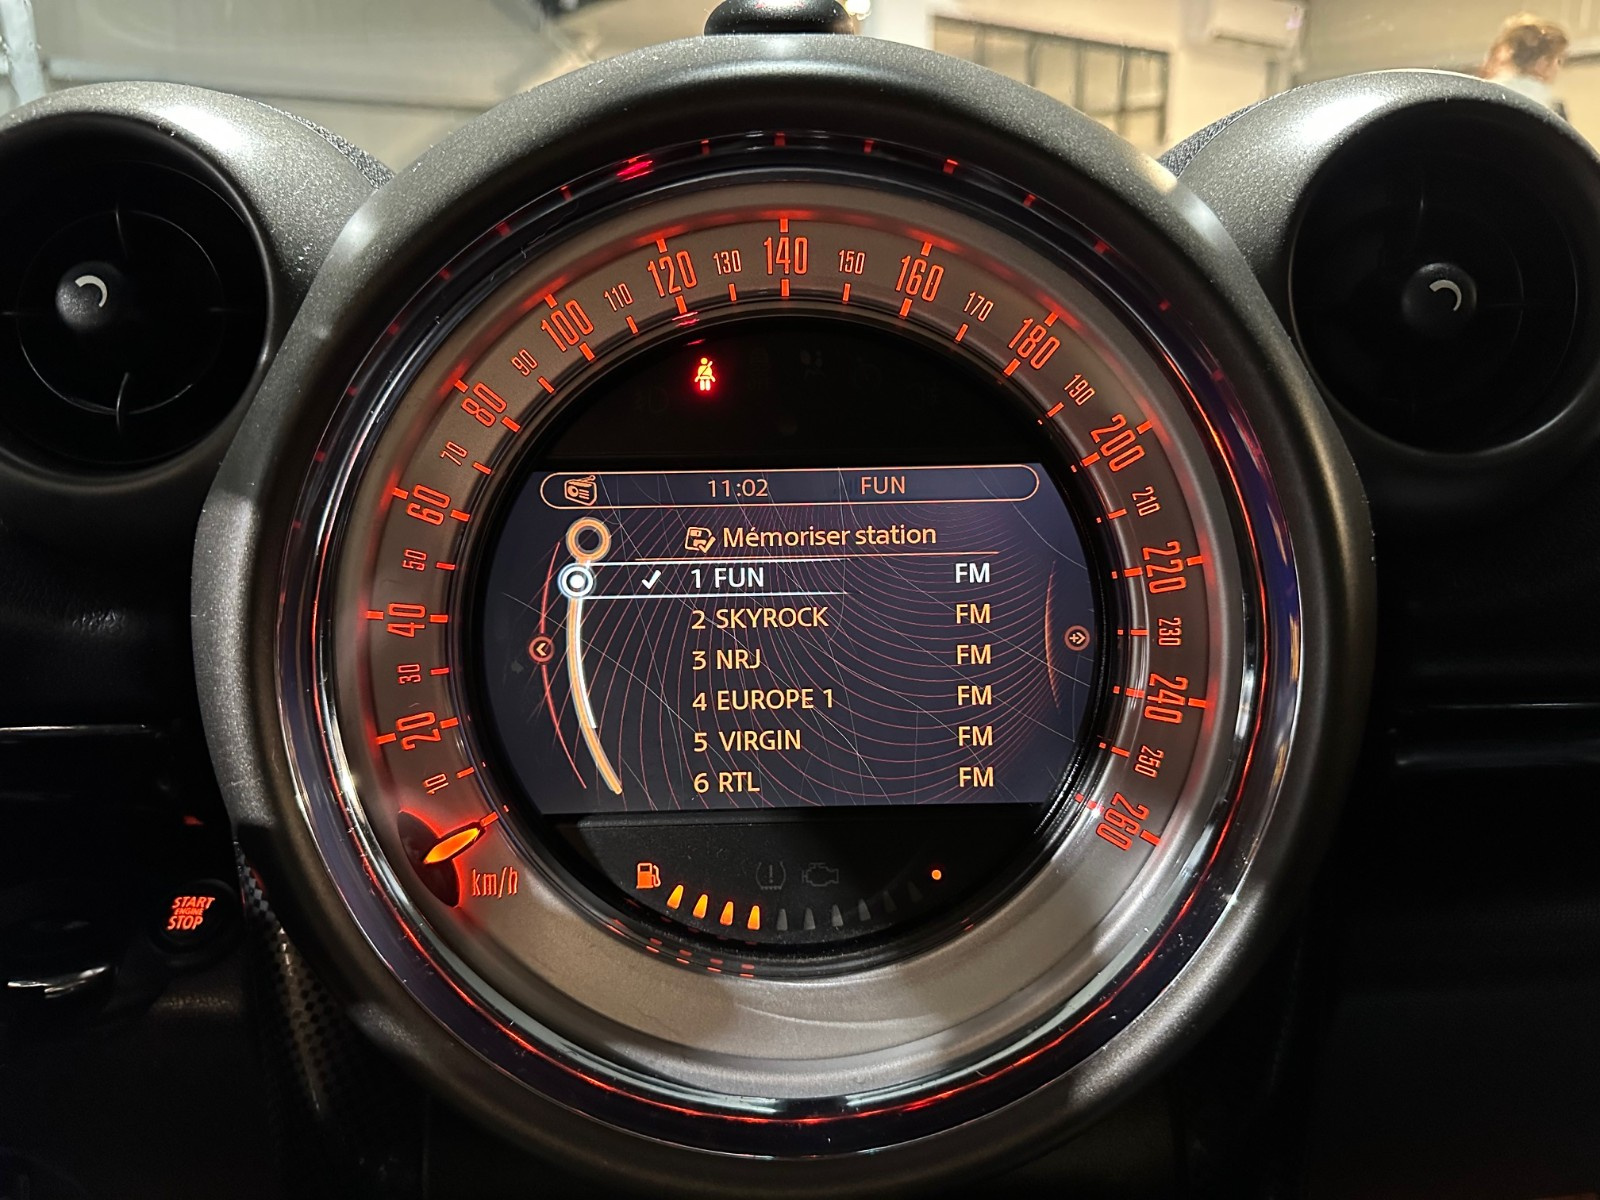 10
20
30
40
50
60
70
80
90
100
110
120
130
140
150
160
170
180
190
200
210
220
230
240
250
260
km/h
11:02 FUN
Mémoriser station
1 FUN FM
2 SKYROCK FM
3 NRJ FM
4 EUROPE 1 FM
5 VIRGIN FM
6 RTL FM
START
ENGINE
STOP